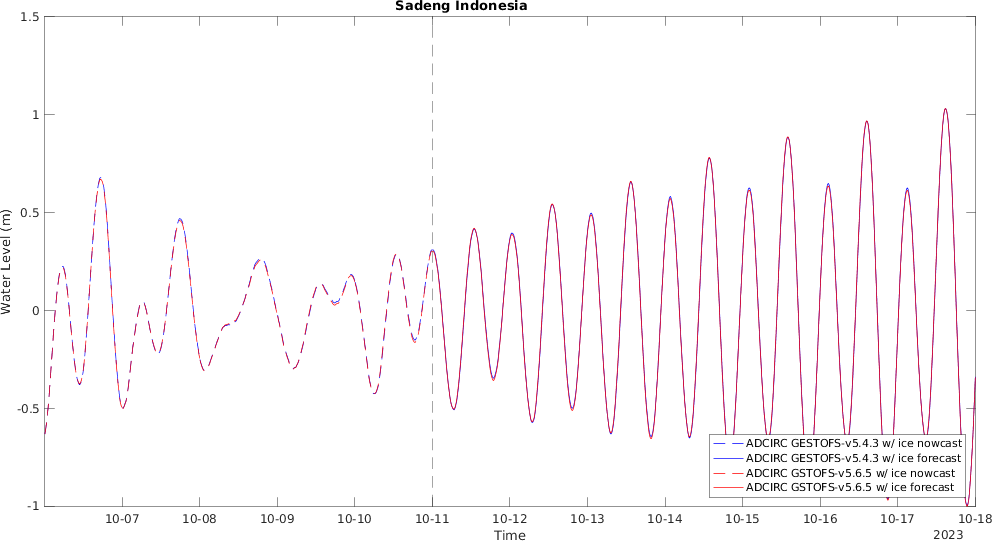 Sadeng Indonesia
Water Level (m)
1.5
1
0.5
0
-0.5
-1
ADCIRC GESTOFS-v5.4.3 w/ ice nowcast
ADCIRC GESTOFS-v5.4.3 w/ ice forecast
ADCIRC GSTOFS-v5.6.5 w/ ice nowcast
ADCIRC GSTOFS-v5.6.5 w/ ice forecast
10-07 10-08 10-09 10-10 10-11 10-12 10-13 10-14 10-15 10-16 10-17 10-18
Time
2023